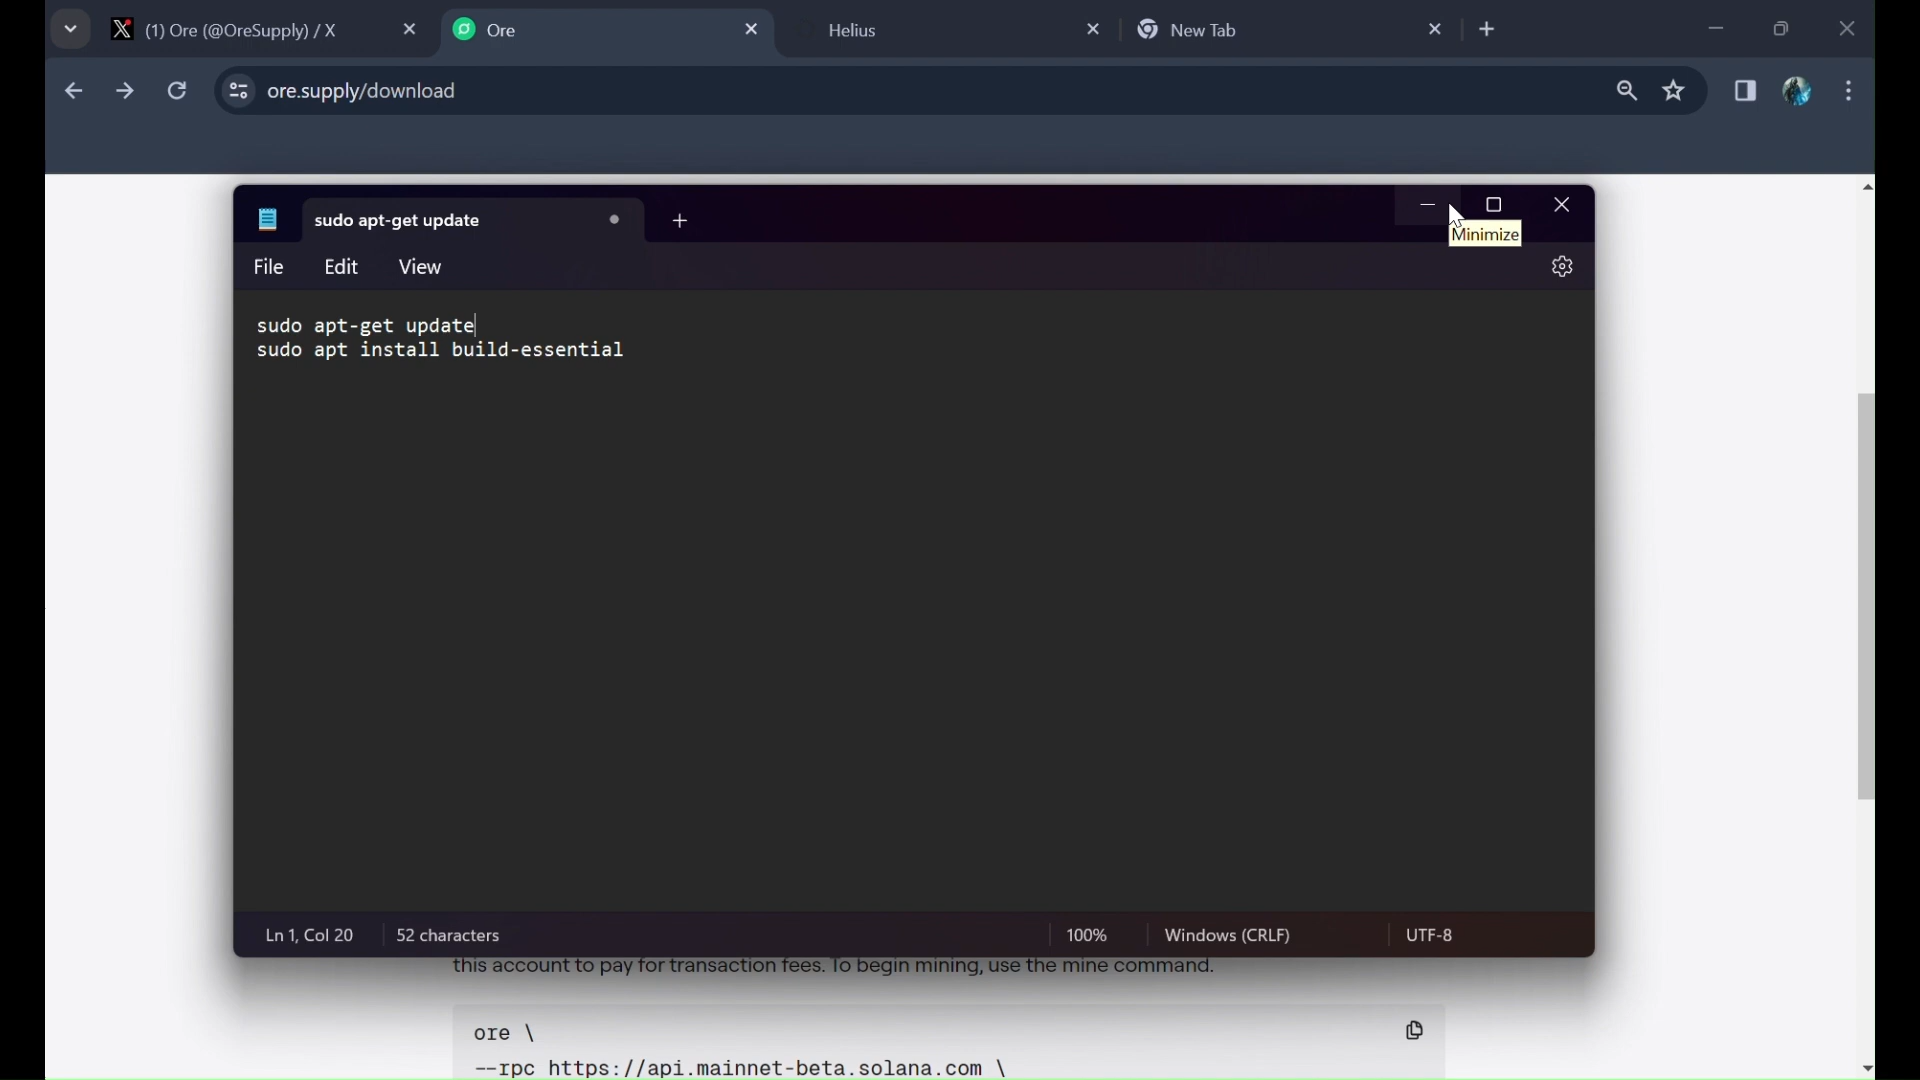 (1) Ore (@OreSupply) / X
Ore
Helius
New Tab
ore.supply/download
sudo apt-get update
Minimize
File Edit View
sudo apt-get update
sudo apt install build-essential
Ln 1, Col 20
52 characters
100%
Windows (CRLF)
UTF-8
this account to pay for transaction fees. To begin mining, use the mine command.
ore \
--rpc https://api.mainnet-beta.solana.com \